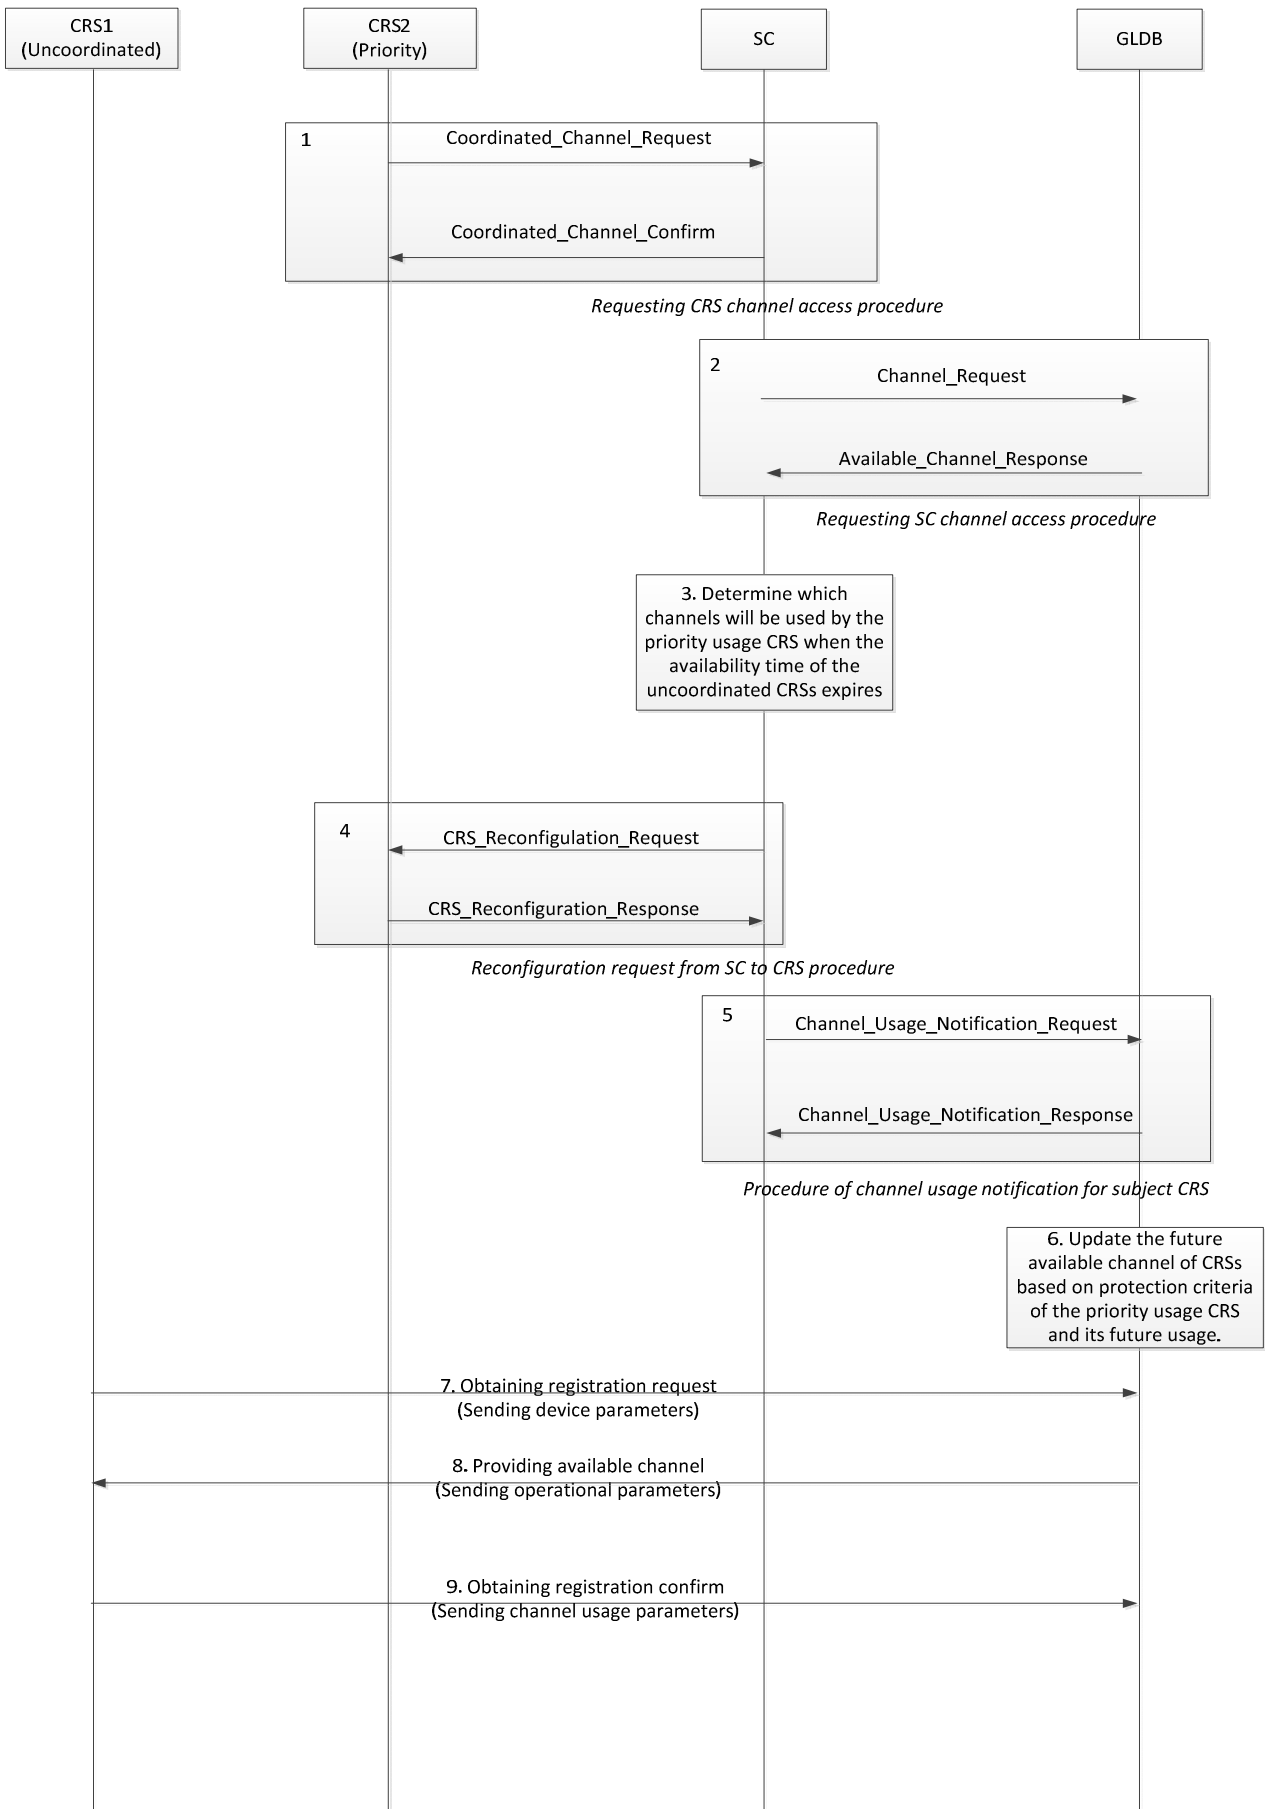 CRS1
(Uncoordinated)
CRS2
(Priority)
SC
GLDB
1
Coordinated_Channel_Request
Coordinated_Channel_Confirm
Requesting CRS channel access procedure
2
Channel_Request
Available_Channel_Response
Requesting SC channel access procedure
3. Determine which
channels will be used by the
priority usage CRS when the
availability time of the
uncoordinated CRSs expires
4
CRS_Reconfigulation_Request
CRS_Reconfiguration_Response
Reconfiguration request from SC to CRS procedure
5
Channel_Usage_Notification_Request
Channel_Usage_Notification_Response
Procedure of channel usage notification for subject CRS
6. Update the future
available channel of CRSs
based on protection criteria
of the priority usage CRS
and its future usage.
7. Obtaining registration request
(Sending device parameters)
8. Providing available channel
(Sending operational parameters)
9. Obtaining registration confirm
(Sending channel usage parameters)